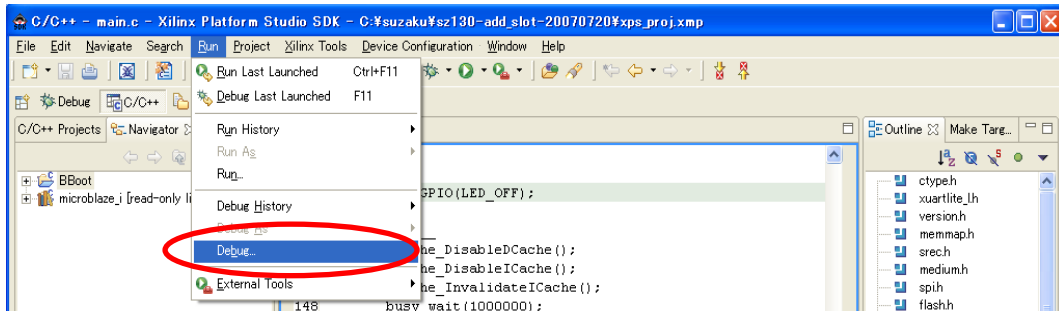 C/C++ - main.c - Xilinx Platform Studio SDK - C:¥suzaku¥sz130-add_slot-20070720¥xps_proj.xmp
File Edit Navigate Search Run Project Xilinx Tools Device Configuration Window Help
Run Last Launched Ctrl+F11
Debug C/C++
Debug Last Launched F11
C/C++ Projects Navigator
Outline Make Targ...
Run History
Run As
Run...
BBoot
microblaze_i [read-only li
GPIO(LED_OFF);
Debug History
Debug As
Debug...
he_DisableDCache();
he_DisableICache();
he_InvalidateICache();
External Tools
148 busy_wait(1000000);
ctype.h
xuartlite_l.h
version.h
memmap.h
srec.h
medium.h
spi.h
flash.h